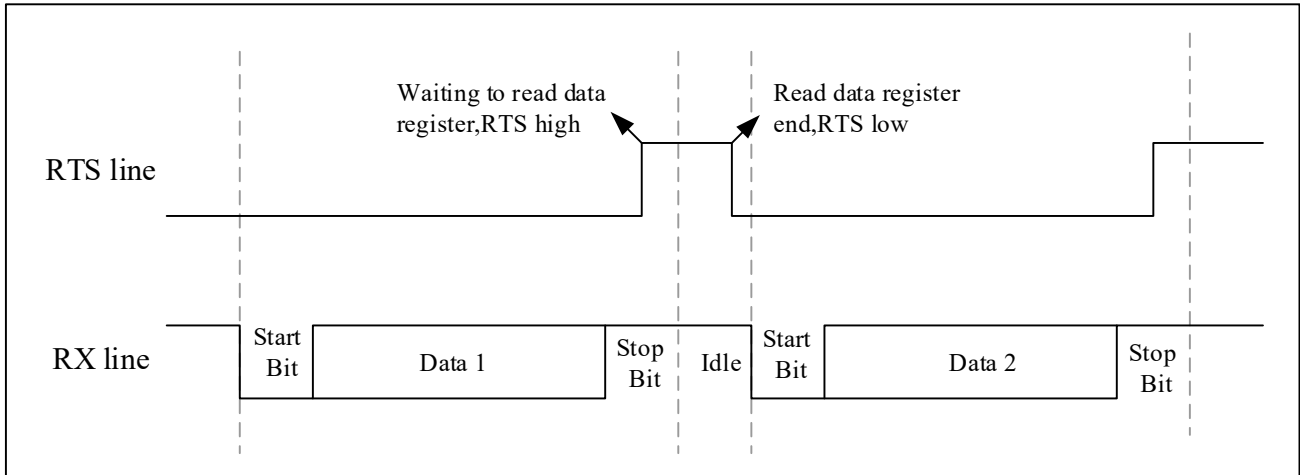 Waiting to read data
register,RTS high
Read data register
end,RTS low
RTS line
RX line
Start
Bit
Data 1
Stop
Bit
Idle
Start
Bit
Data 2
Stop
Bit